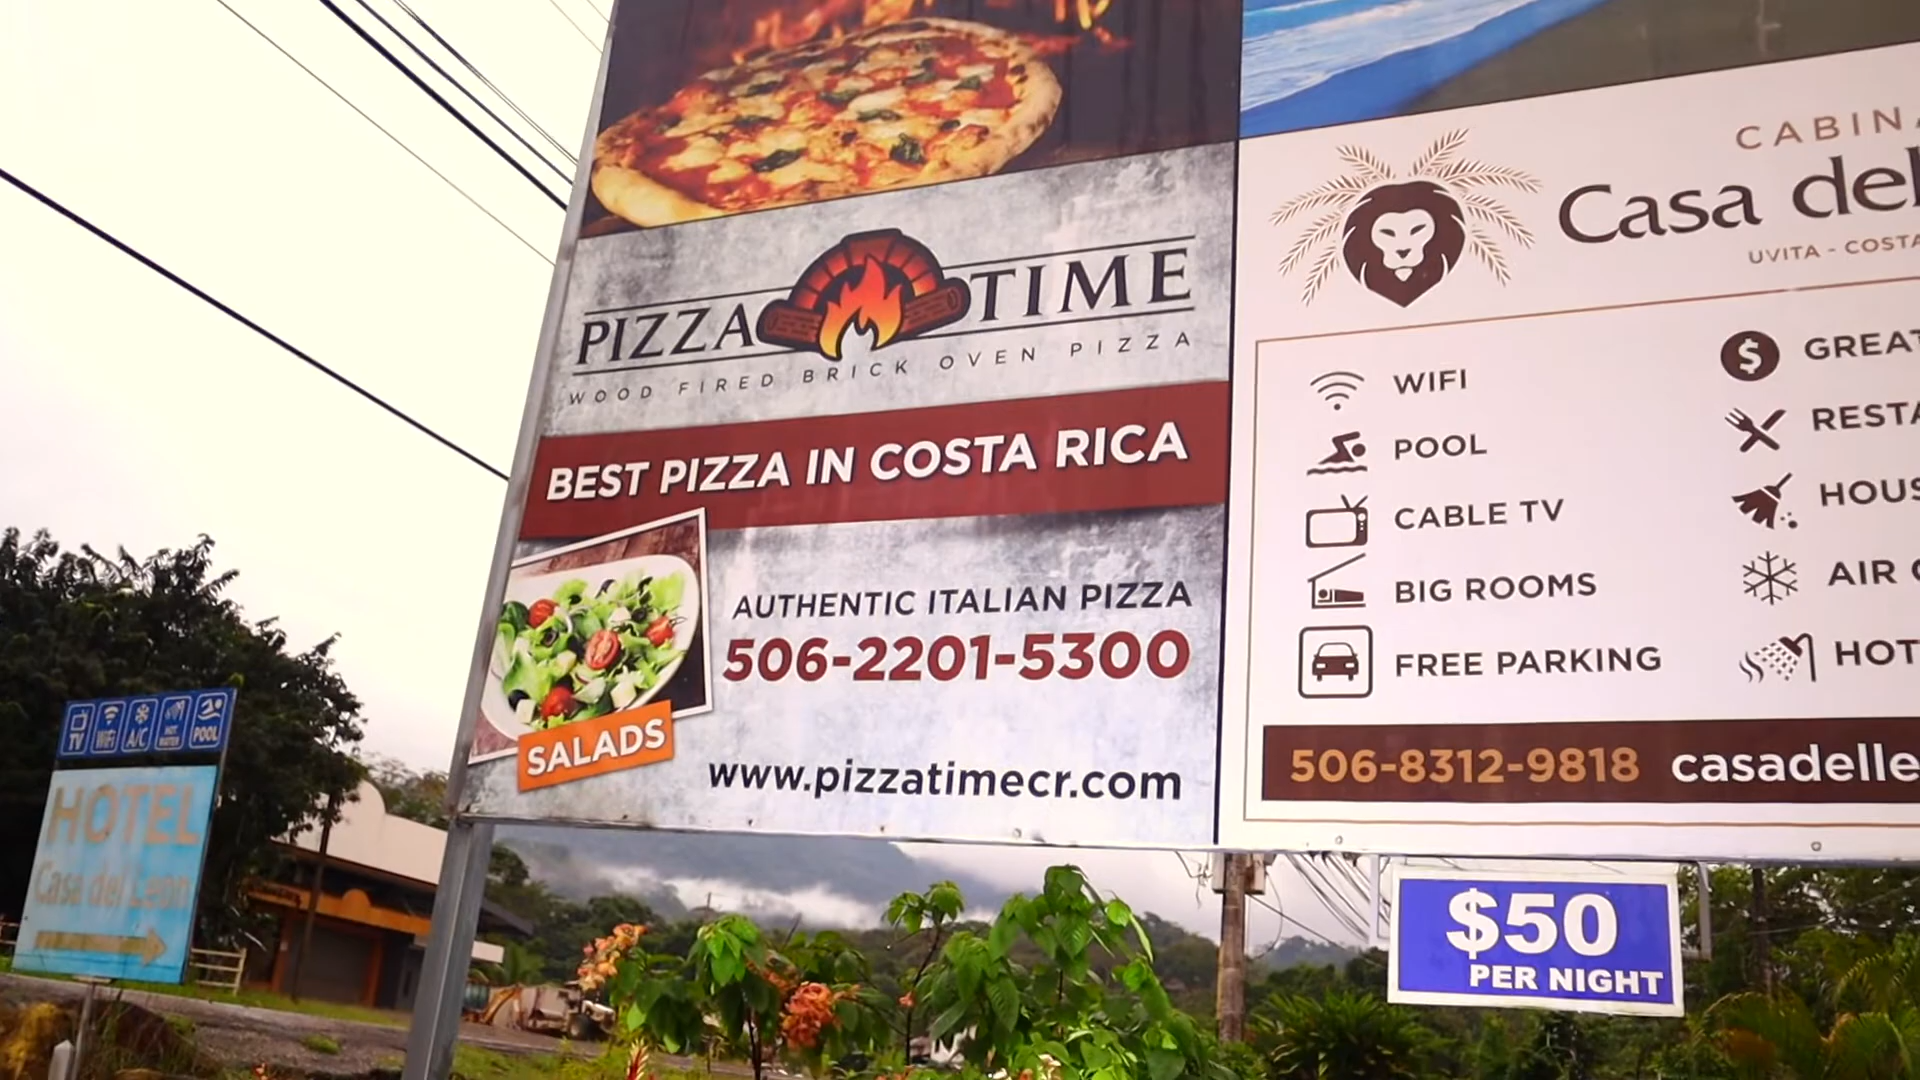 PIZZA TIME
WOOD FIRED BRICK OVEN PIZZA
BEST PIZZA IN COSTA RICA
AUTHENTIC ITALIAN PIZZA
506-2201-5300
SALADS
www.pizzatimecr.com
CABINA
Casa del
UVITA - COSTA
WIFI
POOL
CABLE TV
BIG ROOMS
FREE PARKING
$
GREAT
RESTA
HOUS
AIR
HOT
506-8312-9818 casadelle
$50
PER NIGHT
TV WiFi A/C HOT WATER POOL
HOTEL
Casa del Leon